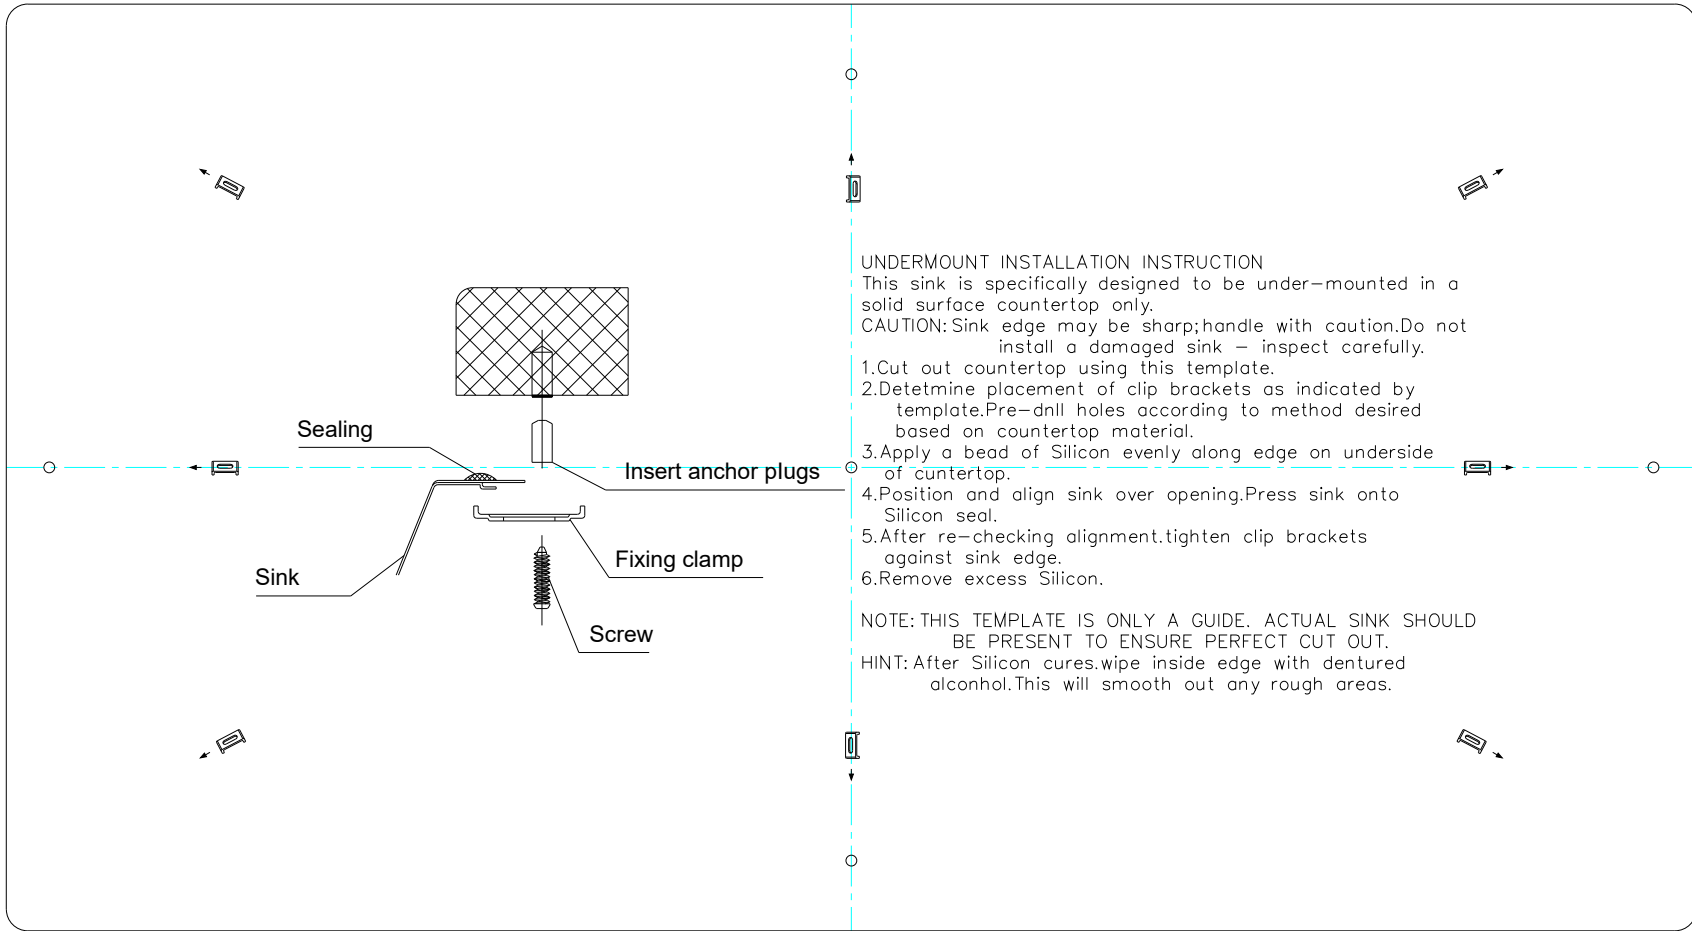 Sealing
Insert anchor plugs
Fixing clamp
Sink
Screw
UNDERMOUNT INSTALLATION INSTRUCTION
This sink is specifically designed to be under-mounted in a
solid surface countertop only.
CAUTION: Sink edge may be sharp;handle with caution.Do not
install a damaged sink - inspect carefully.
1.Cut out countertop using this template.
2.Detetmine placement of clip brackets as indicated by
template.Pre-dnll holes according to method desired
based on countertop material.
3.Apply a bead of Silicon evenly along edge on underside
of cuntertop.
4.Position and align sink over opening.Press sink onto
Silicon seal.
5.After re-checking alignment.tighten clip brackets
against sink edge.
6.Remove excess Silicon.
NOTE: THIS TEMPLATE IS ONLY A GUIDE. ACTUAL SINK SHOULD
BE PRESENT TO ENSURE PERFECT CUT OUT.
HINT: After Silicon cures.wipe inside edge with dentured
alconhol.This will smooth out any rough areas.